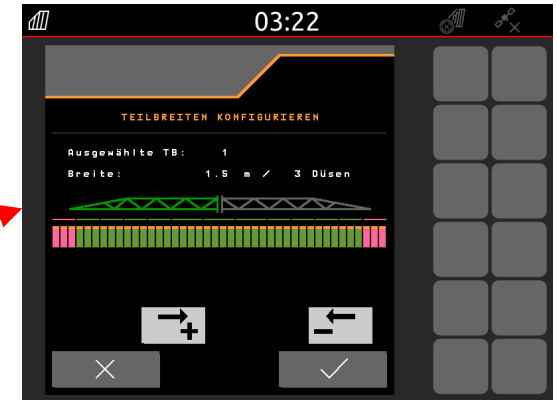 03:22
TEILBREITEN KONFIGURIEREN
Ausgewählte TB: 1
Breite: 1.5 m / 3 Düsen